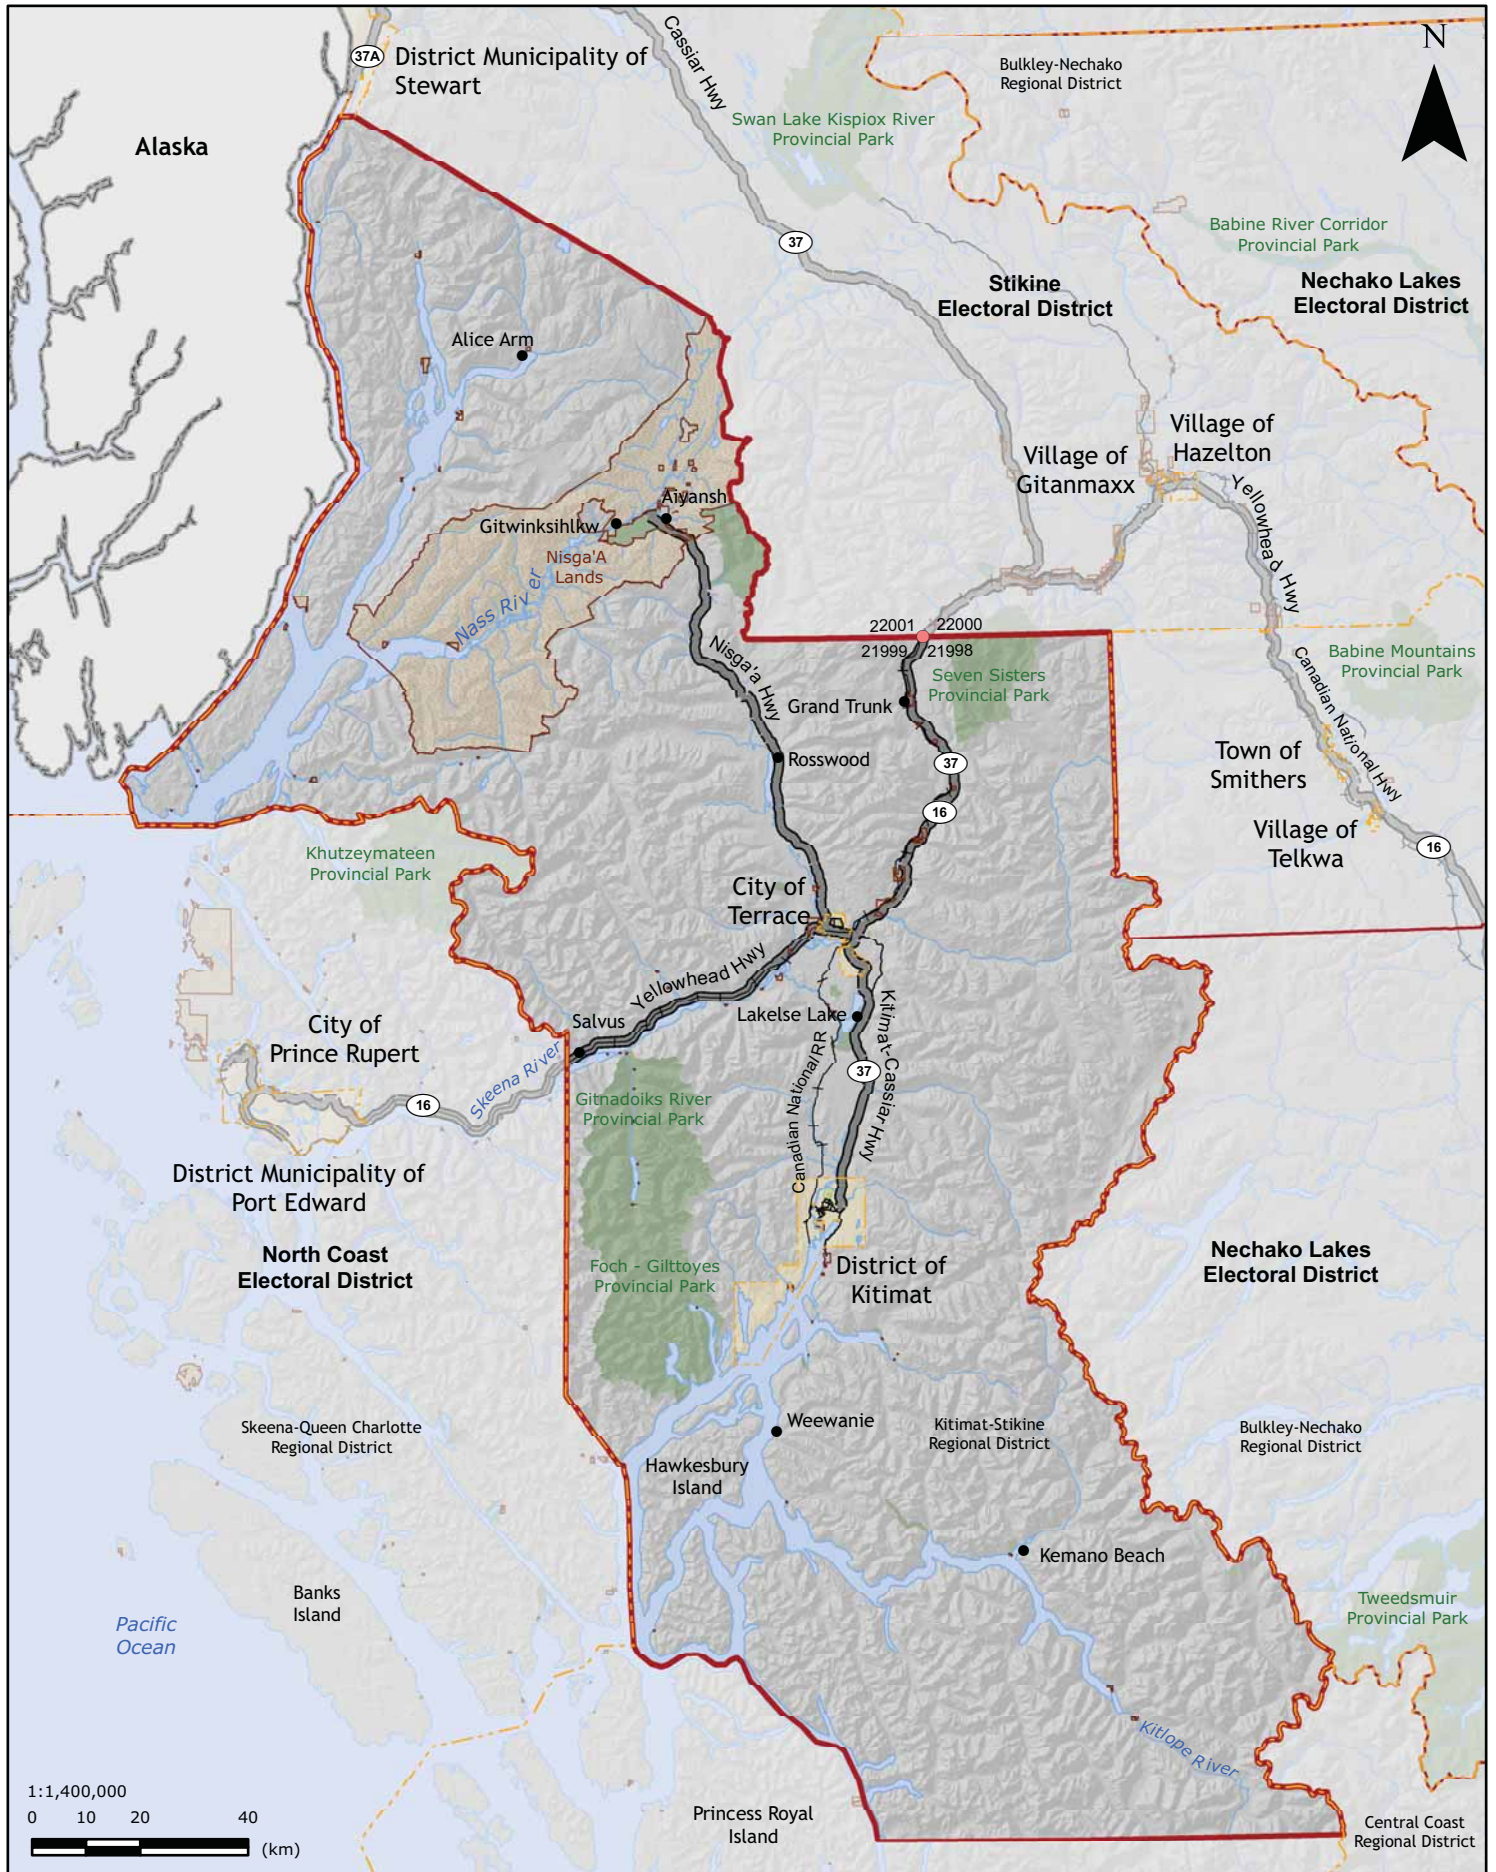 37A
District Municipality of
Stewart
Cassiar Hwy
Bulkley-Nechako
Regional District
N
Alaska
Swan Lake Kispiox River
Provincial Park
Babine River Corridor
Provincial Park
37
Stikine
Electoral District
Nechako Lakes
Electoral District
Alice Arm
Village of
Hazelton
Village of
Gitanmaxx
Yellowhead Hwy
Aiyansh
Gitwinksihlkw
Nisga'A
Lands
Nass River
22001
22000
21999
21998
Nisga'a Hwy
Seven Sisters
Provincial Park
Babine Mountains
Provincial Park
Canadian National Hwy
Grand Trunk
Rosswood
37
Town of
Smithers
16
Village of
Telkwa
16
Khutzeymateen
Provincial Park
City of
Terrace
Yellowhead Hwy
Lakelse Lake
Kitimat-Cassiar Hwy
Salvus
City of
Prince Rupert
Skeena River
Canadian National RR
37
Gitnadoiks River
Provincial Park
16
District Municipality of
Port Edward
North Coast
Electoral District
Foch - Gilttoyes
Provincial Park
District of
Kitimat
Nechako Lakes
Electoral District
Skeena-Queen Charlotte
Regional District
Weewanie
Kitimat-Stikine
Regional District
Bulkley-Nechako
Regional District
Hawkesbury
Island
Kemano Beach
Banks
Island
Pacific
Ocean
Tweedsmuir
Provincial Park
Kitlope River
1:1,400,000
0 10 20 40
(km)
Princess Royal
Island
Central Coast
Regional District